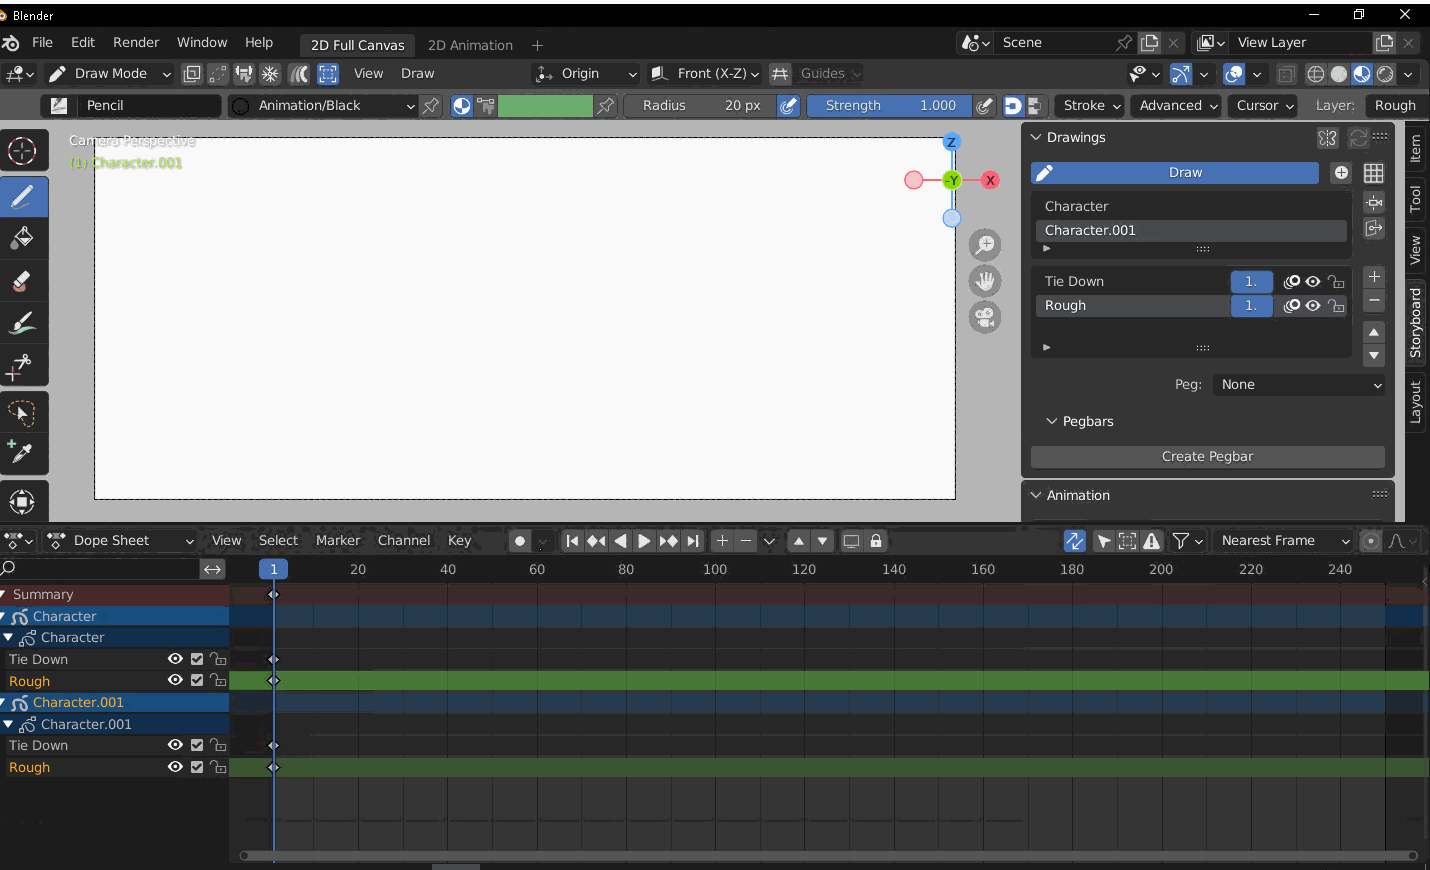 Blender
File Edit Render Window Help 2D Full Canvas 2D Animation + Scene View Layer
Draw Mode View Draw Origin Front (X-Z) Guides
Pencil Animation/Black Radius 20 px Strength 1.000 Stroke Advanced Cursor Layer: Rough
Camera Perspective
(1) Character.001
Z
-Y X
Drawings
Draw
Character
Character.001
Tie Down 1.
Rough 1.
Peg: None
Pegbars
Create Pegbar
Animation
Item
Tool
View
Storyboard
Layout
Dope Sheet View Select Marker Channel Key Nearest Frame
1 20 40 60 80 100 120 140 160 180 200 220 240
Summary
Character
Character
Tie Down
Rough
Character.001
Character.001
Tie Down
Rough